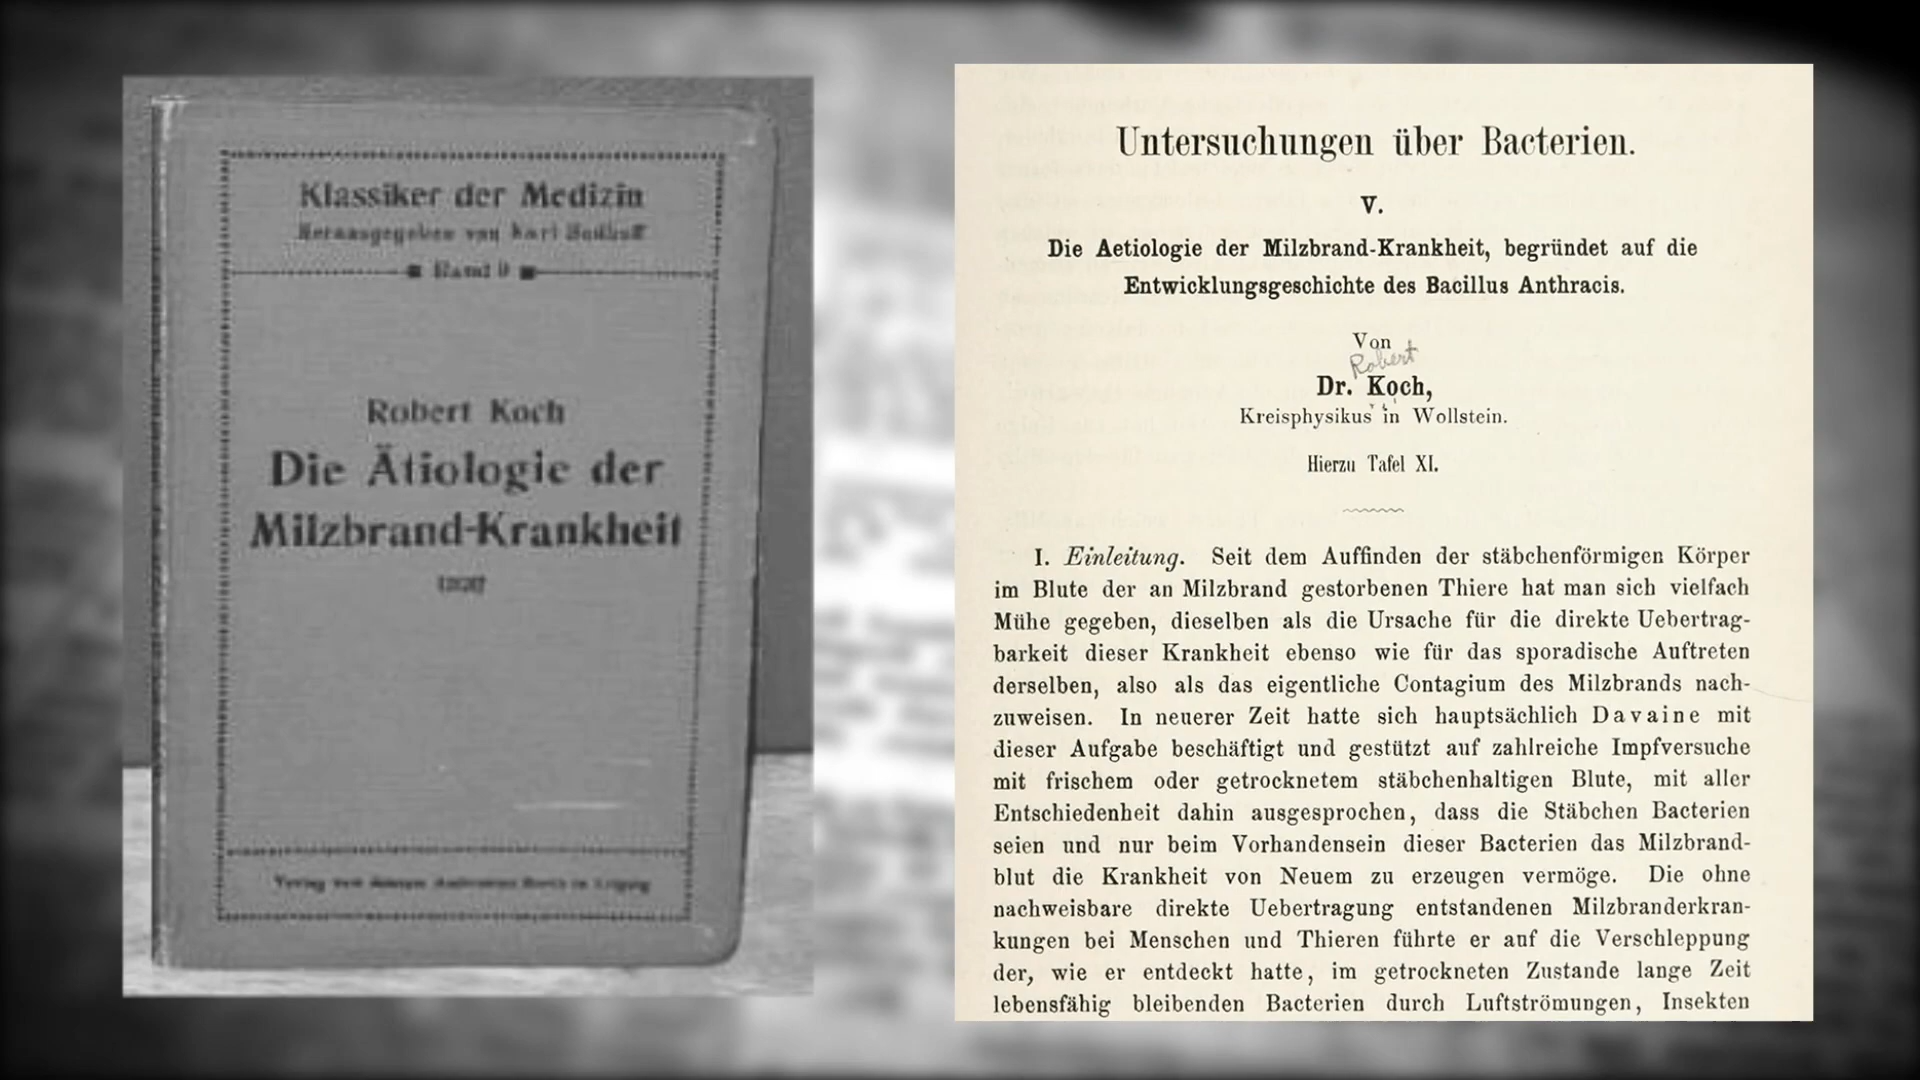 Klassiker der Medizin
Herausgegeben von Karl Sudhoff
Band 9
Robert Koch
Die Ätiologie der
Milzbrand-Krankheit
Untersuchungen über Bacterien.
V.
Die Aetiologie der Milzbrand-Krankheit, begründet auf die
Entwicklungsgeschichte des Bacillus Anthracis.
Von
Robert
Dr. Koch,
Kreisphysikus in Wollstein.
Hierzu Tafel XI.
I. Einleitung. Seit dem Auffinden der stäbchenförmigen Körper
im Blute der an Milzbrand gestorbenen Thiere hat man sich vielfach
Mühe gegeben, dieselben als die Ursache für die direkte Uebertrag-
barkeit dieser Krankheit ebenso wie für das sporadische Auftreten
derselben, also als das eigentliche Contagium des Milzbrands nach-
zuweisen. In neuerer Zeit hatte sich hauptsächlich Davaine mit
dieser Aufgabe beschäftigt und gestützt auf zahlreiche Impfversuche
mit frischem oder getrocknetem stäbchenhaltigen Blute, mit aller
Entschiedenheit dahin ausgesprochen, dass die Stäbchen Bacterien
seien und nur beim Vorhandensein dieser Bacterien das Milzbrand-
blut die Krankheit von Neuem zu erzeugen vermöge. Die ohne
nachweisbare direkte Uebertragung entstandenen Milzbranderkran-
kungen bei Menschen und Thieren führte er auf die Verschleppung
der, wie er entdeckt hatte, im getrockneten Zustande lange Zeit
lebensfähig bleibenden Bacterien durch Luftströmungen, Insekten